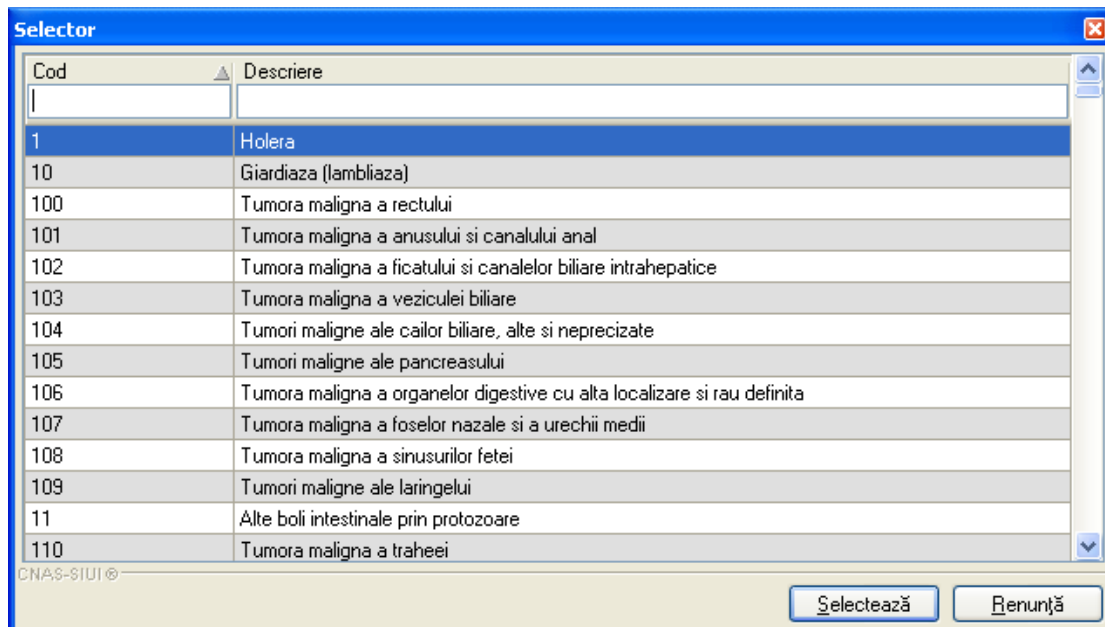 Selector
Cod Descriere
1 Holera
10 Giardiaza (lambliaza)
100 Tumora maligna a rectului
101 Tumora maligna a anusului si canalului anal
102 Tumora maligna a ficatului si canalelor biliare intrahepatice
103 Tumora maligna a veziculei biliare
104 Tumori maligne ale cailor biliare, alte si neprecizate
105 Tumori maligne ale pancreasului
106 Tumora maligna a organelor digestive cu alta localizare si rau definita
107 Tumora maligna a foselor nazale si a urechii medii
108 Tumora maligna a sinusurilor fetei
109 Tumori maligne ale laringelui
11 Alte boli intestinale prin protozoare
110 Tumora maligna a traheei
CNAS-SIUI®
Selectează Renunţă